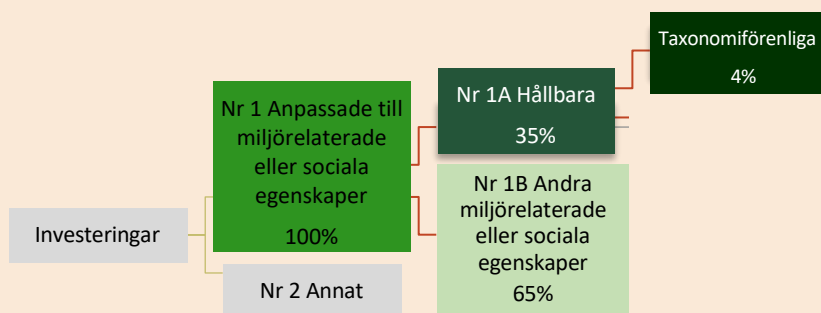 Investeringar
Nr 1 Anpassade till
miljörelaterade
eller sociala
egenskaper
100%
Nr 2 Annat
Nr 1A Hållbara
35%
Nr 1B Andra
miljörelaterade
eller sociala
egenskaper
65%
Taxonomiförenliga
4%